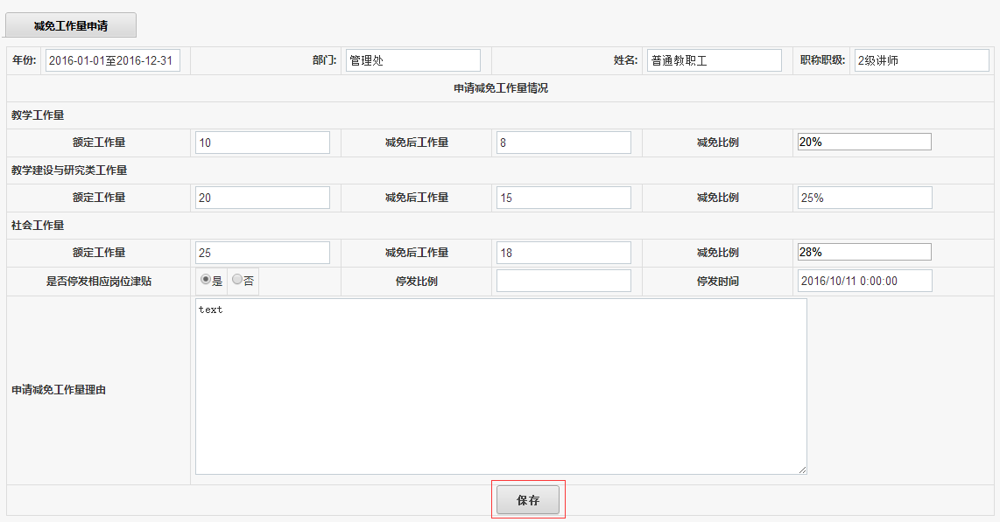 减免工作量申请
年份: 2016-01-01至2016-12-31 部门: 管理处 姓名: 普通教职工 职称职级: 2级讲师
申请减免工作量情况
教学工作量
额定工作量 10 减免后工作量 8 减免比例 20%
教学建设与研究类工作量
额定工作量 20 减免后工作量 15 减免比例 25%
社会工作量
额定工作量 25 减免后工作量 18 减免比例 28%
是否停发相应岗位津贴 是 否 停发比例 停发时间 2016/10/11 0:00:00
text
申请减免工作量理由
保存